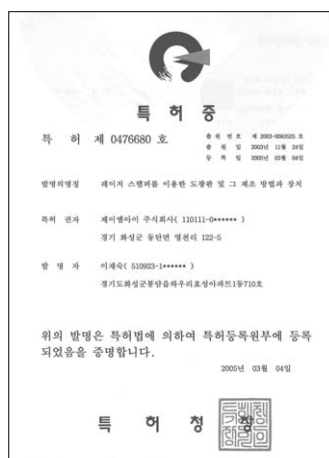 특허증
특 허 제 0476680 호
출 원 번 호 제 2003-0083525 호
출 원 일 2003년 11월 24일
등 록 일 2005년 03월 04일
발명의명칭 레이저 스탬퍼를 이용한 도광판 및 그 제조 방법과 장치
특허 권자 제이엠아이 주식회사( 110111-0****** )
경기 화성군 동탄면 영천리 122-5
발 명 자 이재숙( 510923-1****** )
경기도화성군봉담읍와우리효성아파트1동710호
위의 발명은 특허법에 의하여 특허등록원부에 등록
되었음을 증명합니다.
2005년 03월 04일
특 허 청 장